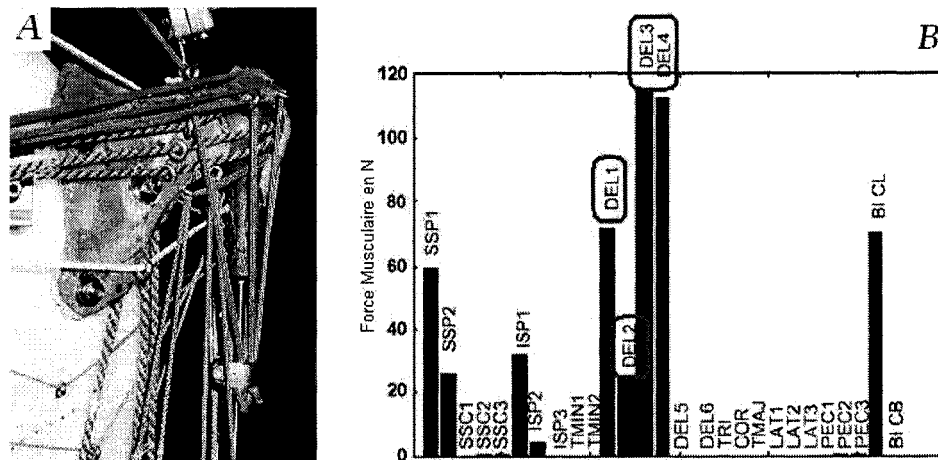 A
B
Force Musculaire en N
120
100
80
60
40
20
0
SSP1
SSP2
SSC1
SSC2
SSC3
ISP1
ISP2
ISP3
TMIN1
TMIN2
DEL1
DEL2
DEL3
DEL4
DEL5
DEL6
TRI
COR
TMAJ
LAT1
LAT2
LAT3
PEC1
PEC2
PEC3
BI CL
BI CB